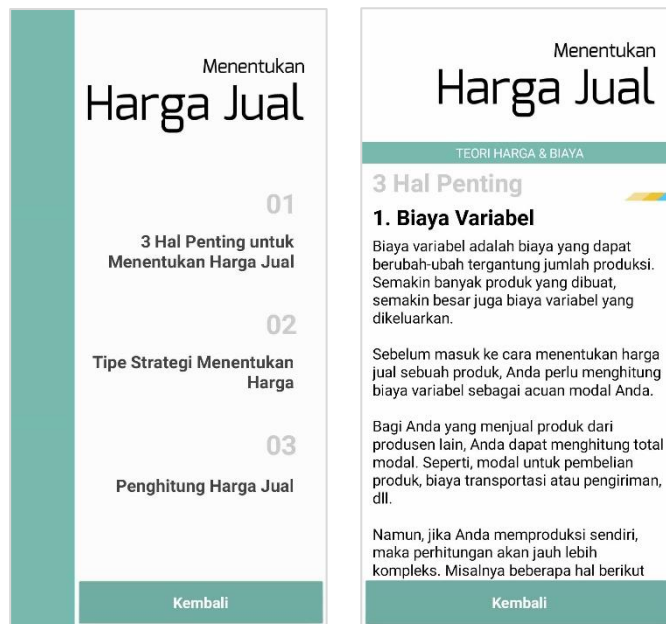 Menentukan
Harga Jual
01
3 Hal Penting untuk
Menentukan Harga Jual
02
Tipe Strategi Menentukan
Harga
03
Penghitung Harga Jual
Kembali
Menentukan
Harga Jual
TEORI HARGA & BIAYA
3 Hal Penting
1. Biaya Variabel
Biaya variabel adalah biaya yang dapat
berubah-ubah tergantung jumlah produksi.
Semakin banyak produk yang dibuat,
semakin besar juga biaya variabel yang
dikeluarkan.
Sebelum masuk ke cara menentukan harga
jual sebuah produk, Anda perlu menghitung
biaya variabel sebagai acuan modal Anda.
Bagi Anda yang menjual produk dari
produsen lain, Anda dapat menghitung total
modal. Seperti, modal untuk pembelian
produk, biaya transportasi atau pengiriman,
dll.
Namun, jika Anda memproduksi sendiri,
maka perhitungan akan jauh lebih
kompleks. Misalnya beberapa hal berikut
Kembali